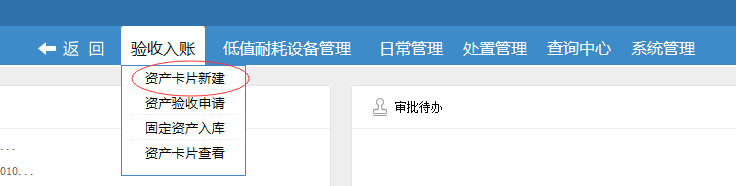 返 回 验收入账 低值耐耗设备管理 日常管理 处置管理 查询中心 系统管理
资产卡片新建
资产验收申请
固定资产入库
资产卡片查看
审批待办
...
010...